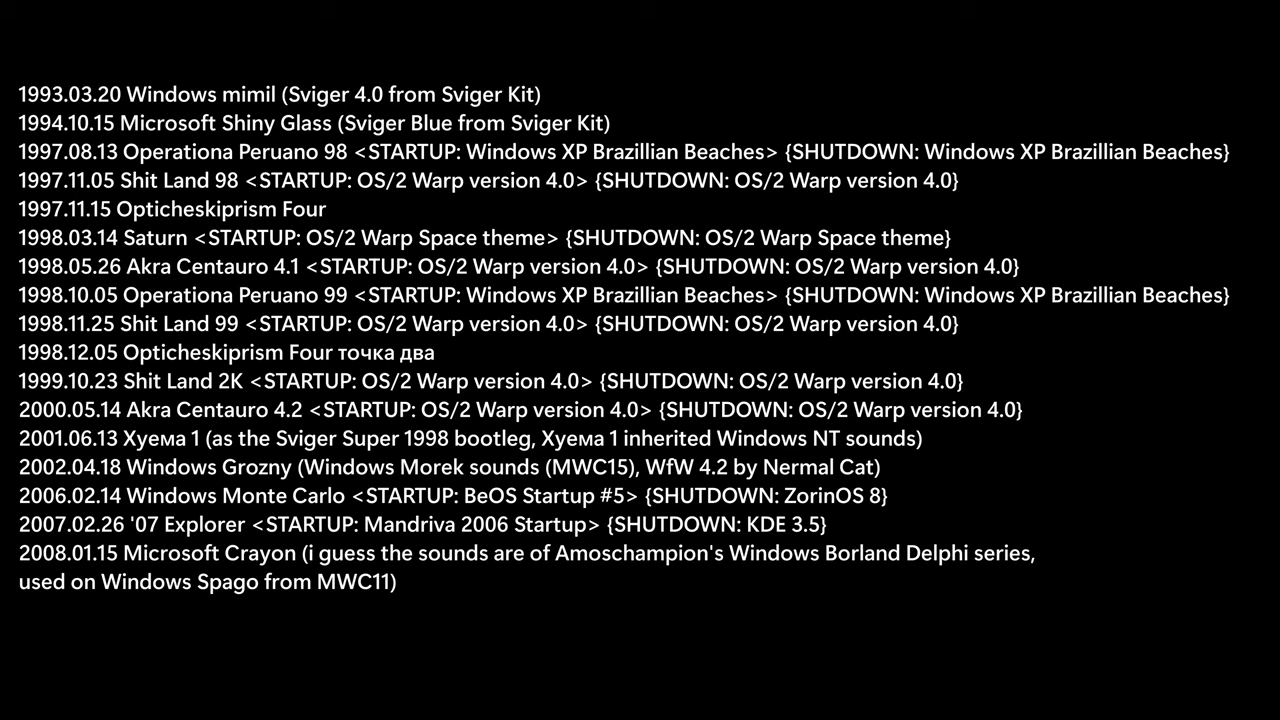 1993.03.20 Windows mimil (Sviger 4.0 from Sviger Kit)
1994.10.15 Microsoft Shiny Glass (Sviger Blue from Sviger Kit)
1997.08.13 Operationa Peruano 98 <STARTUP: Windows XP Brazillian Beaches> {SHUTDOWN: Windows XP Brazillian Beaches}
1997.11.05 Shit Land 98 <STARTUP: OS/2 Warp version 4.0> {SHUTDOWN: OS/2 Warp version 4.0}
1997.11.15 Opticheskiprism Four
1998.03.14 Saturn <STARTUP: OS/2 Warp Space theme> {SHUTDOWN: OS/2 Warp Space theme}
1998.05.26 Akra Centauro 4.1 <STARTUP: OS/2 Warp version 4.0> {SHUTDOWN: OS/2 Warp version 4.0}
1998.10.05 Operationa Peruano 99 <STARTUP: Windows XP Brazillian Beaches> {SHUTDOWN: Windows XP Brazillian Beaches}
1998.11.25 Shit Land 99 <STARTUP: OS/2 Warp version 4.0> {SHUTDOWN: OS/2 Warp version 4.0}
1998.12.05 Opticheskiprism Four точка два
1999.10.23 Shit Land 2K <STARTUP: OS/2 Warp version 4.0> {SHUTDOWN: OS/2 Warp version 4.0}
2000.05.14 Akra Centauro 4.2 <STARTUP: OS/2 Warp version 4.0> {SHUTDOWN: OS/2 Warp version 4.0}
2001.06.13 Хуема 1 (as the Sviger Super 1998 bootleg, Хуема 1 inherited Windows NT sounds)
2002.04.18 Windows Grozny (Windows Morek sounds (MWC15), WfW 4.2 by Nermal Cat)
2006.02.14 Windows Monte Carlo <STARTUP: BeOS Startup #5> {SHUTDOWN: ZorinOS 8}
2007.02.26 '07 Explorer <STARTUP: Mandriva 2006 Startup> {SHUTDOWN: KDE 3.5}
2008.01.15 Microsoft Crayon (i guess the sounds are of Amoschampion's Windows Borland Delphi series,
used on Windows Spago from MWC11)